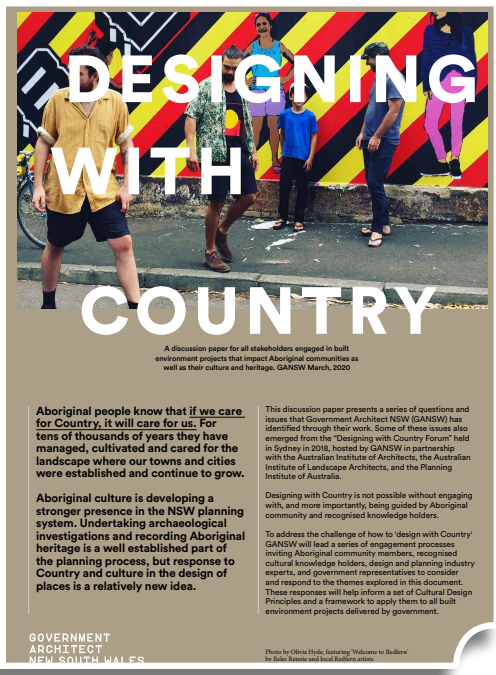 DESIGNING
WITH
COUNTRY
A discussion paper for all stakeholders engaged in built
environment projects that impact Aboriginal communities as
well as their culture and heritage. GANSW March, 2020
Aboriginal people know that if we care
for Country, it will care for us. For
tens of thousands of years they have
managed, cultivated and cared for the
landscape where our towns and cities
were established and continue to grow.
Aboriginal culture is developing a
stronger presence in the NSW planning
system. Undertaking archaeological
investigations and recording Aboriginal
heritage is a well established part of
the planning process, but response to
Country and culture in the design of
places is a relatively new idea.
This discussion paper presents a series of questions and
issues that Government Architect NSW (GANSW) has
identified through their work. Some of these issues also
emerged from the "Designing with Country Forum" held
in Sydney in 2018, hosted by GANSW in partnership
with the Australian Institute of Architects, the Australian
Institute of Landscape Architects, and the Planning
Institute of Australia.
Designing with Country is not possible without engaging
with, and more importantly, being guided by Aboriginal
community and recognised knowledge holders.
To address the challenge of how to 'design with Country'
GANSW will lead a series of engagement processes
inviting Aboriginal community members, recognised
cultural knowledge holders, design and planning industry
experts, and government representatives to consider
and respond to the themes explored in this document.
These responses will help inform a set of Cultural Design
Principles and a framework to apply them to all built
environment projects delivered by government.
GOVERNMENT
ARCHITECT
NEW SOUTH WALES
Photo by Olivia Hyde, featuring 'Welcome to Redfern'
by Reko Rennie and local Redfern artists